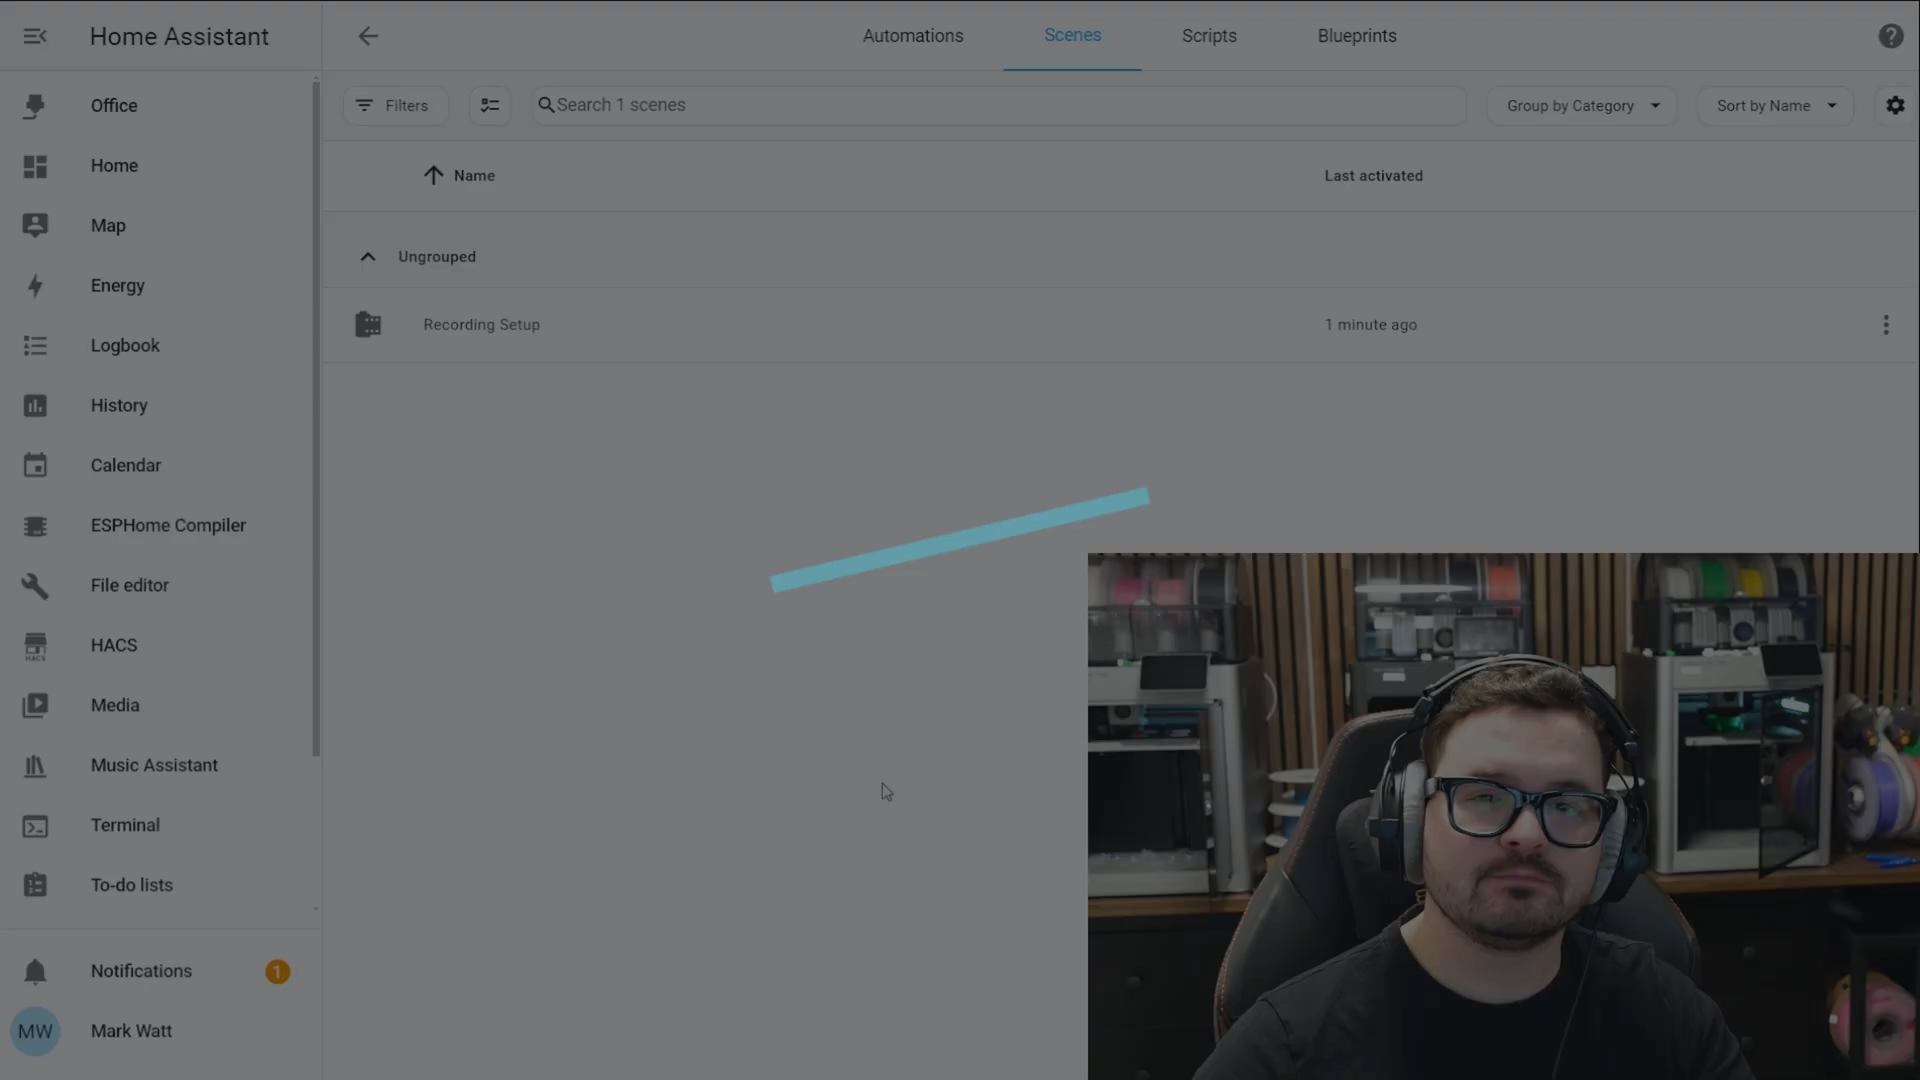 Home Assistant
Automations
Scenes
Scripts
Blueprints
Office
Home
Map
Energy
Logbook
History
Calendar
ESPHome Compiler
File editor
HACS
HACS
Media
Music Assistant
Terminal
To-do lists
Notifications
1
MW
Mark Watt
Filters
Search 1 scenes
Group by Category
Sort by Name
Name
Last activated
Ungrouped
Recording Setup
1 minute ago